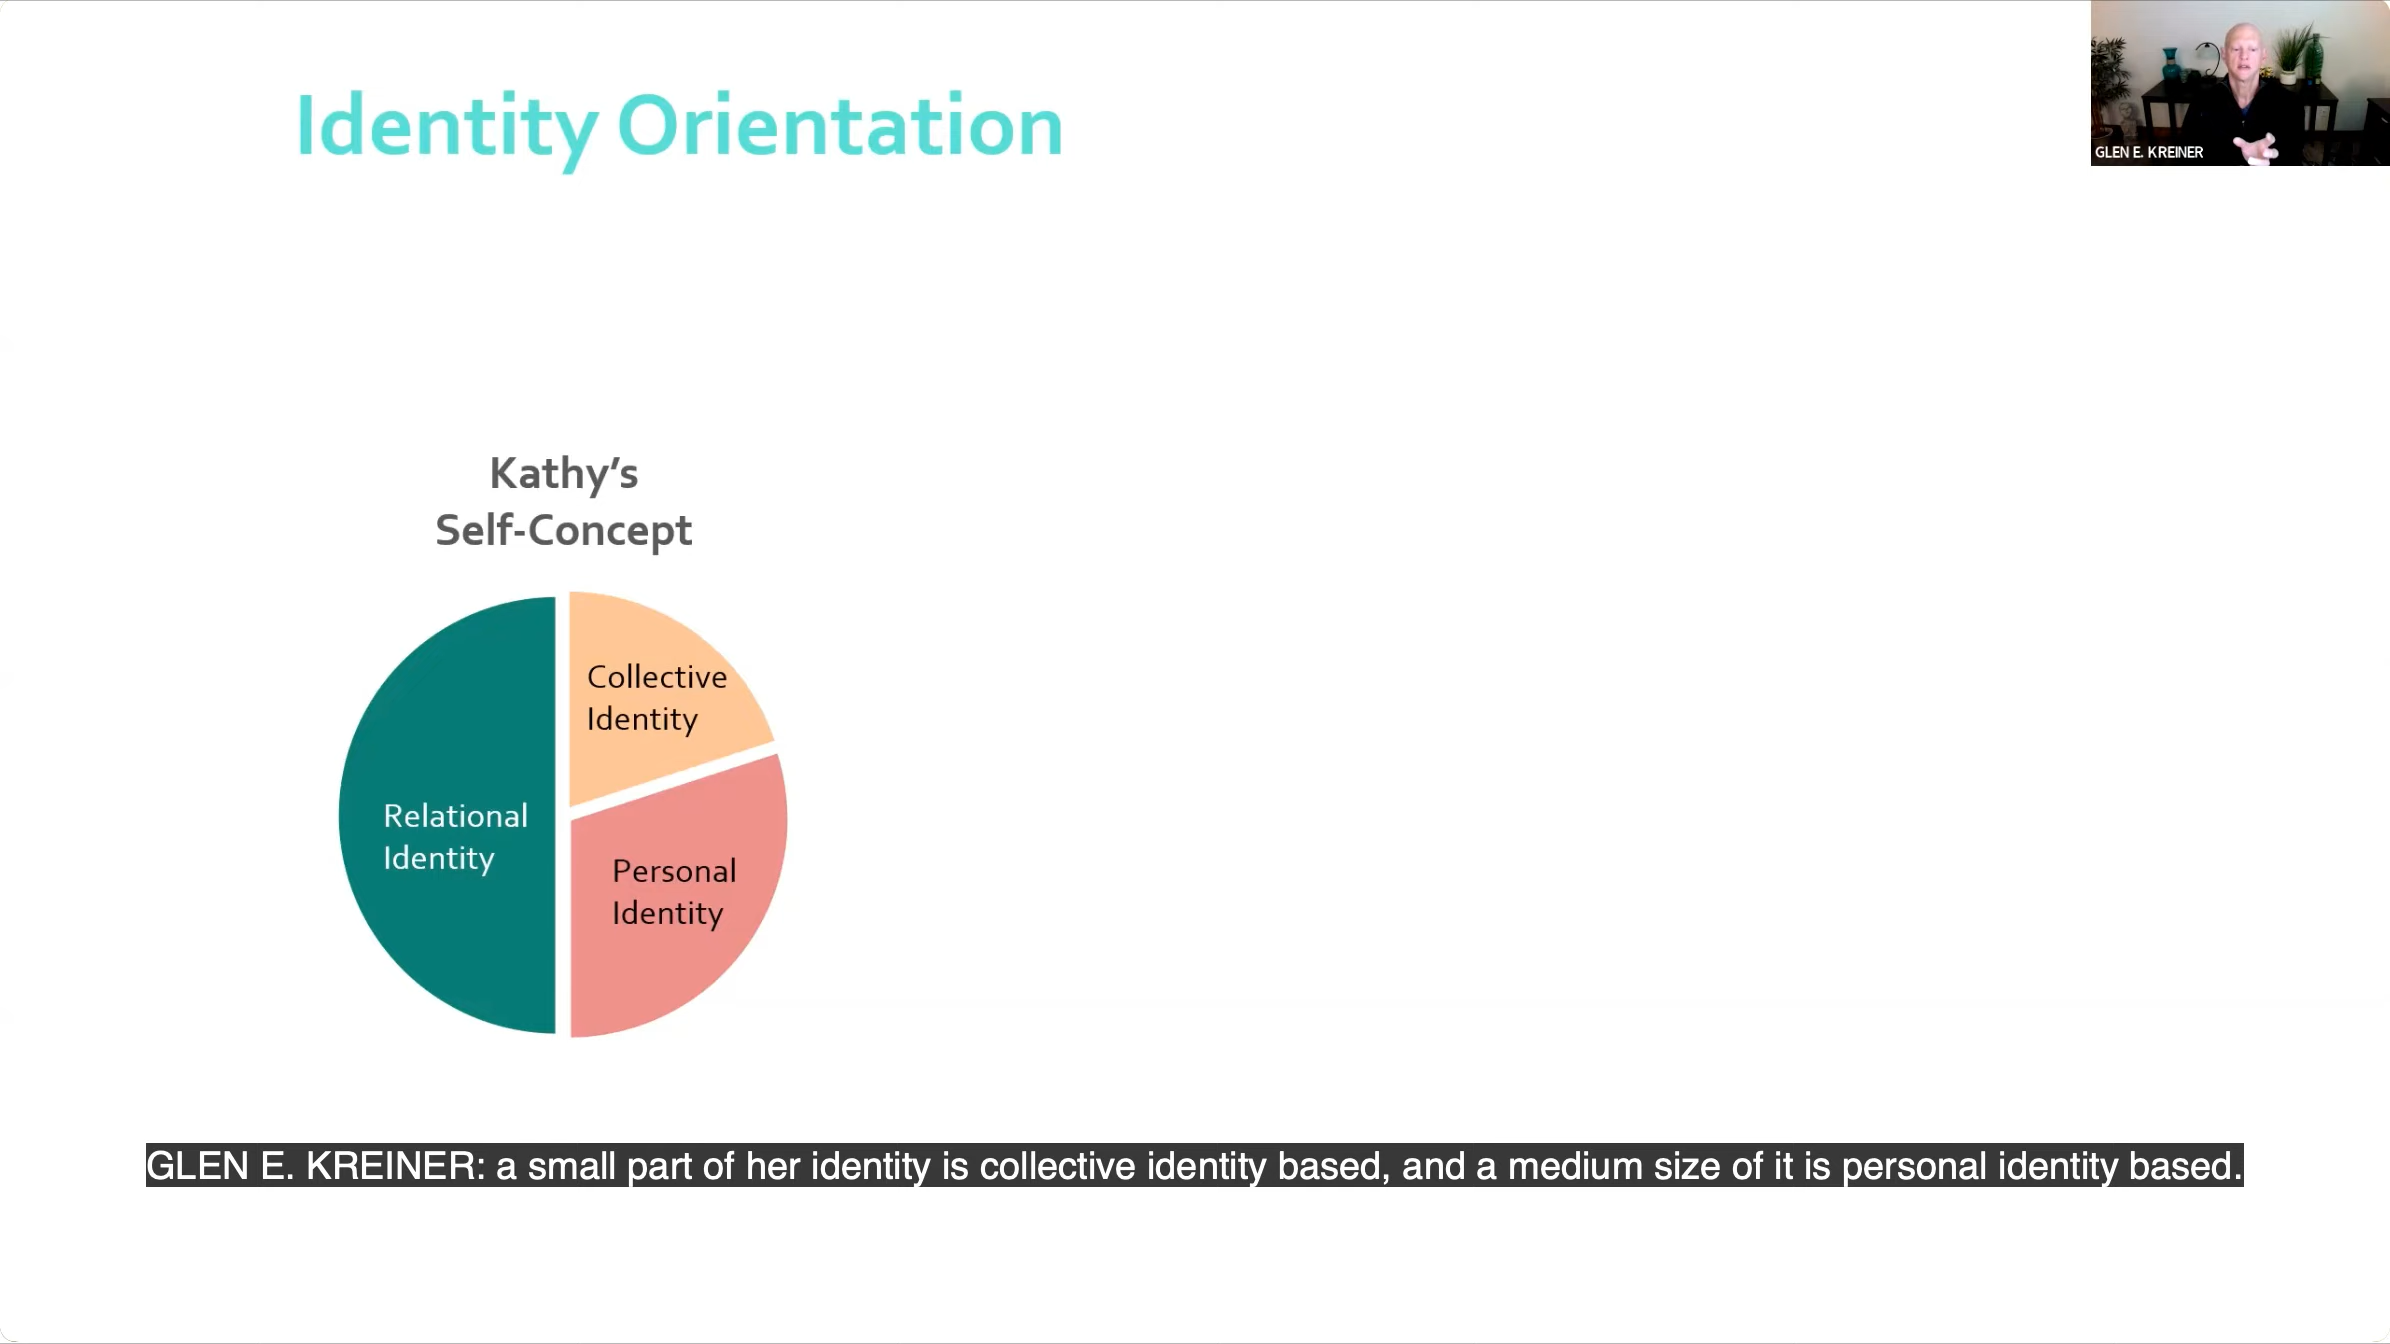 Identity Orientation
GLEN E. KREINER
Kathy’s
Self-Concept
Collective
Identity
Relational
Identity
Personal
Identity
GLEN E. KREINER: a small part of her identity is collective identity based, and a medium size of it is personal identity based.